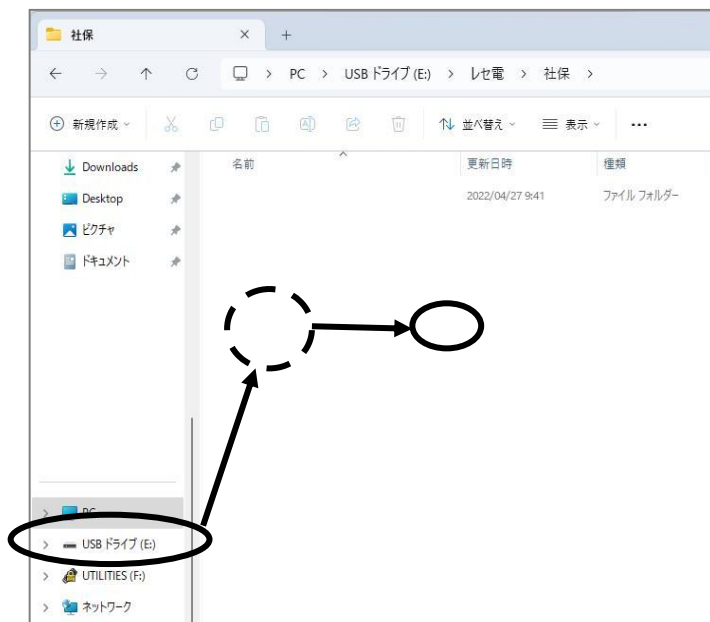 社保
PC > USB ドライブ (E:) > レセ電 > 社保 >
新規作成 並べ替え 表示 ...
名前 更新日時 種類
2022/04/27 9:41 ファイル フォルダー
Downloads
Desktop
ピクチャ
ドキュメント
PC
USB ドライブ (E:)
UTILITIES (F:)
ネットワーク